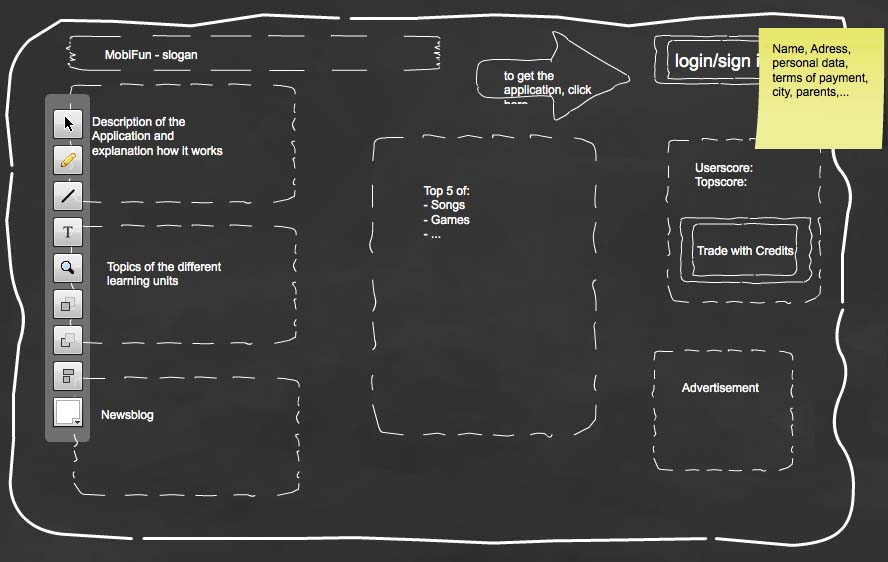 MobiFun - slogan
to get the
application, click
here
login/sign i
Name, Adress,
personal data,
terms of payment,
city, parents,...
Description of the
Application and
explanation how it works
Top 5 of:
- Songs
- Games
- ...
Userscore:
Topscore:
Trade with Credits
Topics of the different
learning units
Advertisement
Newsblog
T